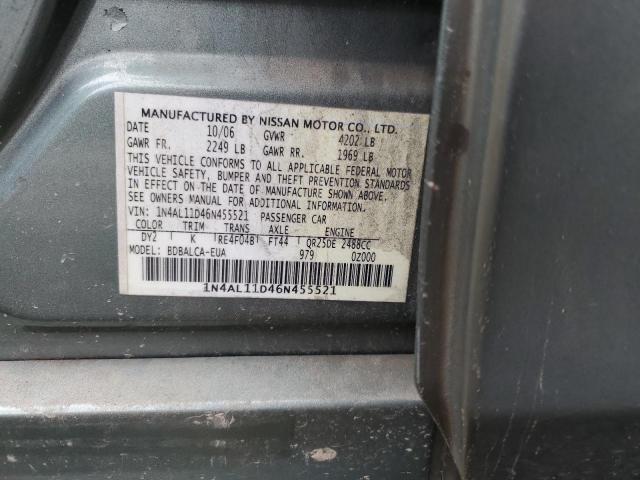 MANUFACTURED BY NISSAN MOTOR CO., LTD.
DATE 10/06 GVWR 4202 LB
GAWR FR. 2249 LB GAWR RR. 1969 LB
THIS VEHICLE CONFORMS TO ALL APPLICABLE FEDERAL MOTOR
VEHICLE SAFETY, BUMPER AND THEFT PREVENTION STANDARDS
IN EFFECT ON THE DATE OF MANUFACTURE SHOWN ABOVE.
SEE OWNERS MANUAL FOR ADDITIONAL INFORMATION.
VIN: 1N4AL11D46N455521 PASSENGER CAR
COLOR TRIM TRANS AXLE ENGINE
DY2 K RE4F04B FT44 QR25DE 2488CC
MODEL: BDBALCA-EUA 979 0Z000
1N4AL11D46N455521